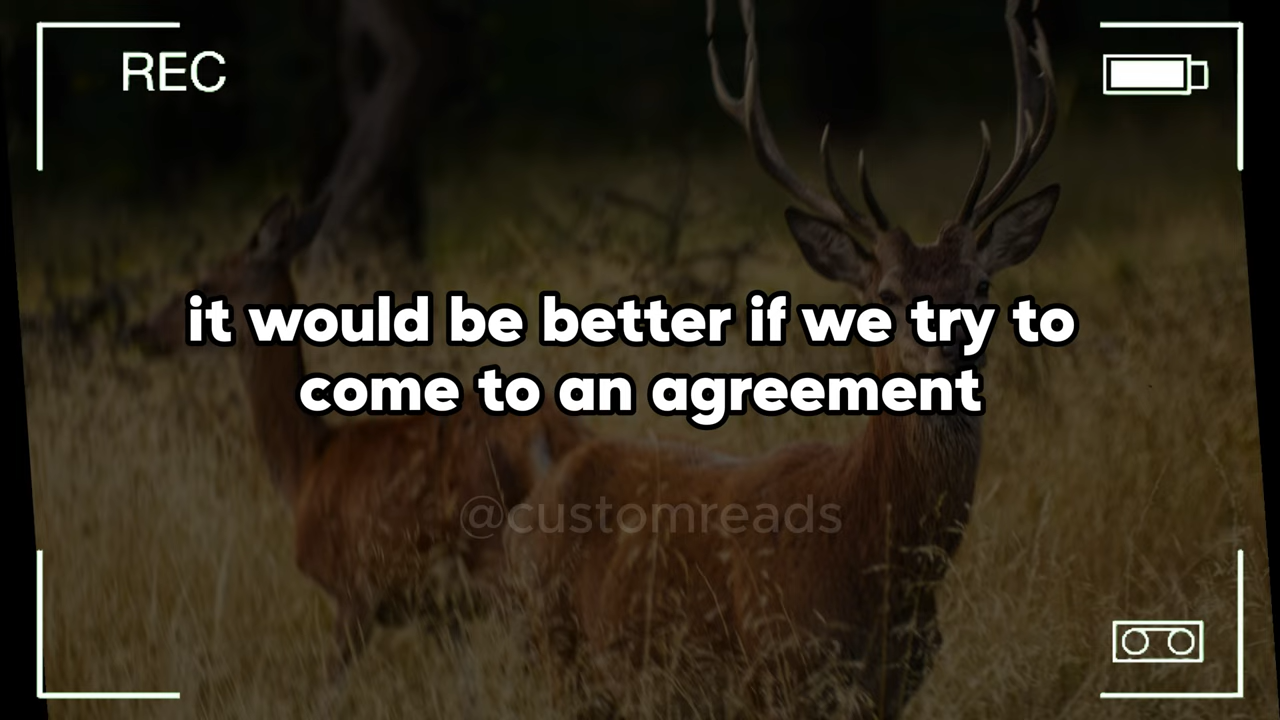 REC
it would be better if we try to
come to an agreement
@customreads